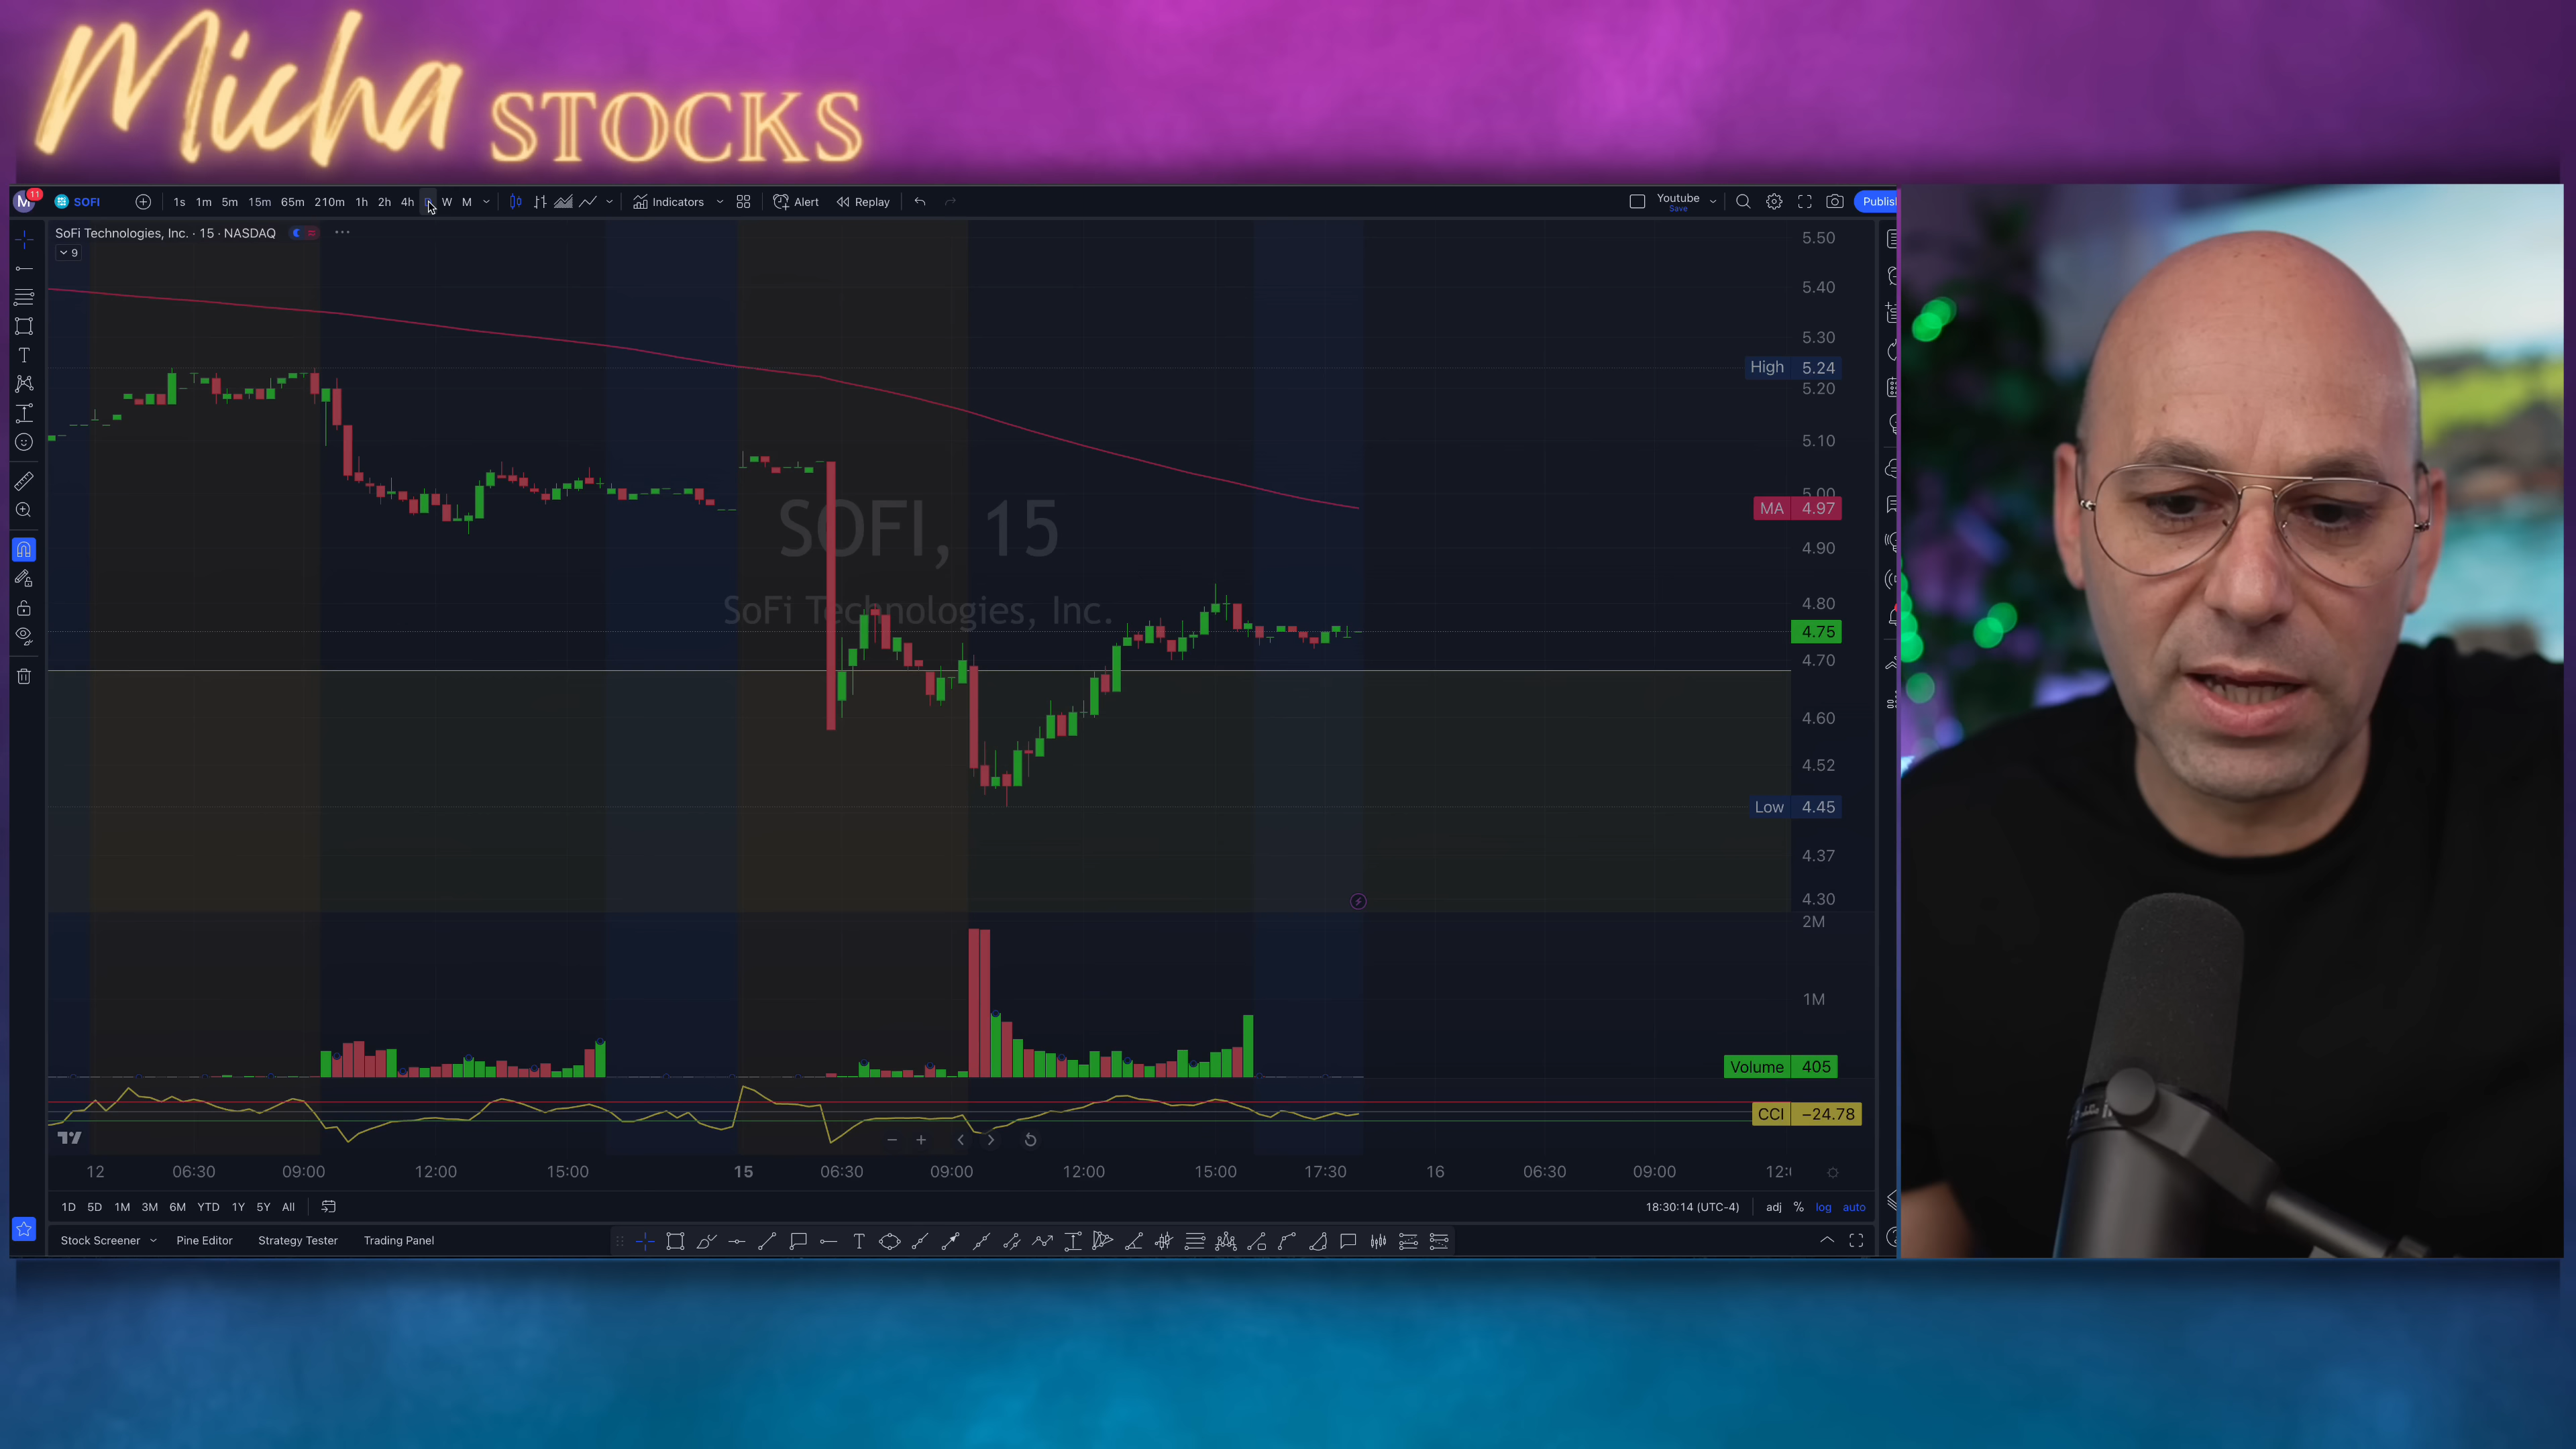 Micha STOCKS
M 11 SOFI 1s 1m 5m 15m 65m 210m 1h 2h 4h D W M Indicators Alert Replay Youtube Save Publish
SoFi Technologies, Inc. · 15 · NASDAQ
9
5.50
5.40
5.30
High 5.24
5.20
5.10
5.00
MA 4.97
SOFI, 15
4.90
4.80
SoFi Technologies, Inc.
4.75
4.70
4.60
4.52
Low 4.45
4.37
4.30
2M
1M
Volume 405
CCI −24.78
12 06:30 09:00 12:00 15:00 15 06:30 09:00 12:00 15:00 17:30 16 06:30 09:00
1D 5D 1M 3M 6M YTD 1Y 5Y All 18:30:14 (UTC-4) adj % log auto
Stock Screener Pine Editor Strategy Tester Trading Panel